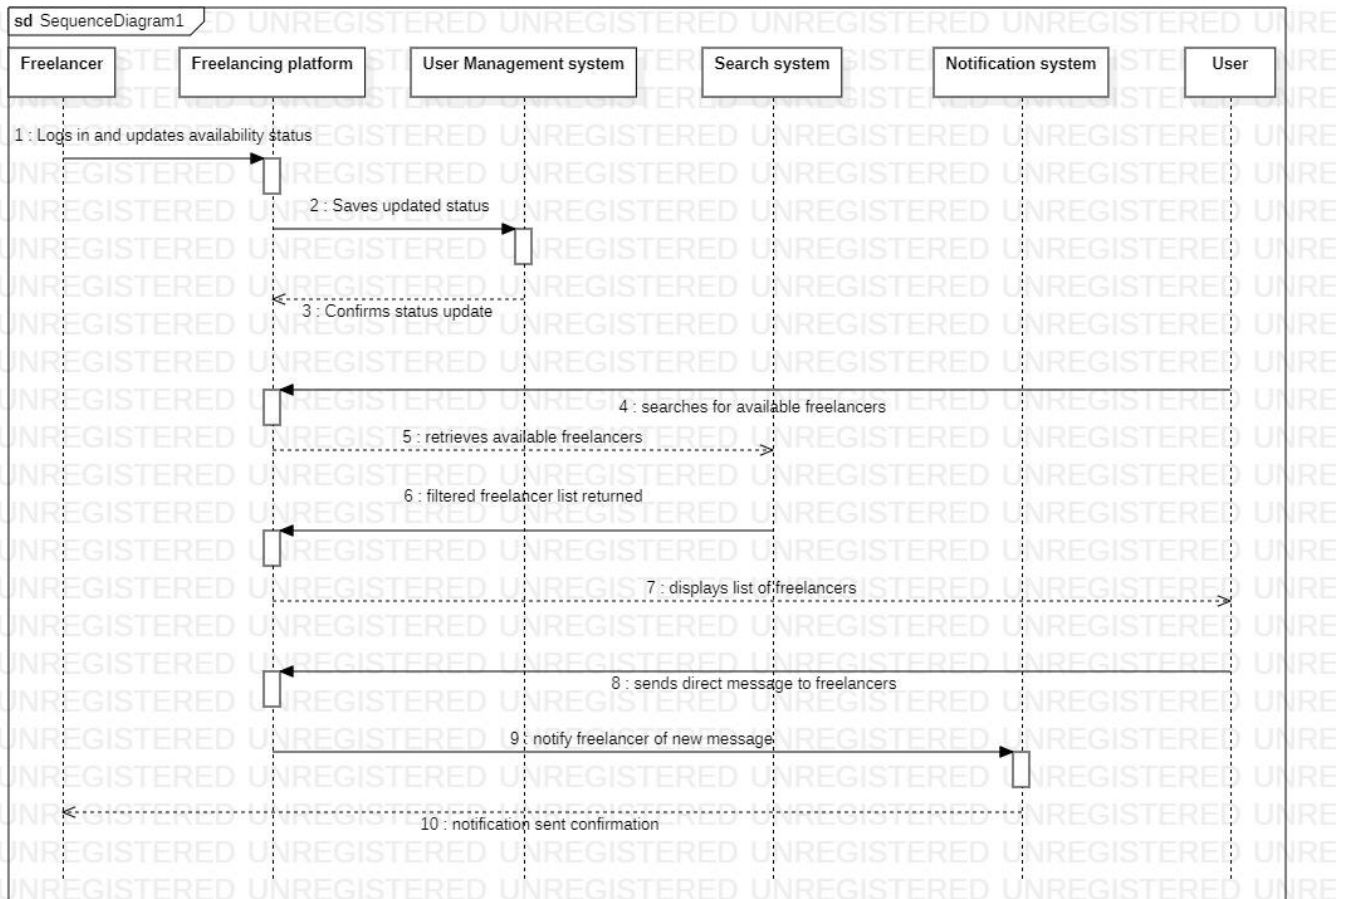 sd SequenceDiagram1
Freelancer
Freelancing platform
User Management system
Search system
Notification system
User
1 : Logs in and updates availability status
2 : Saves updated status
3 : Confirms status update
4 : searches for available freelancers
5 : retrieves available freelancers
6 : filtered freelancer list returned
7 : displays list of freelancers
8 : sends direct message to freelancers
9 : notify freelancer of new message
10 : notification sent confirmation
UNREGISTERED